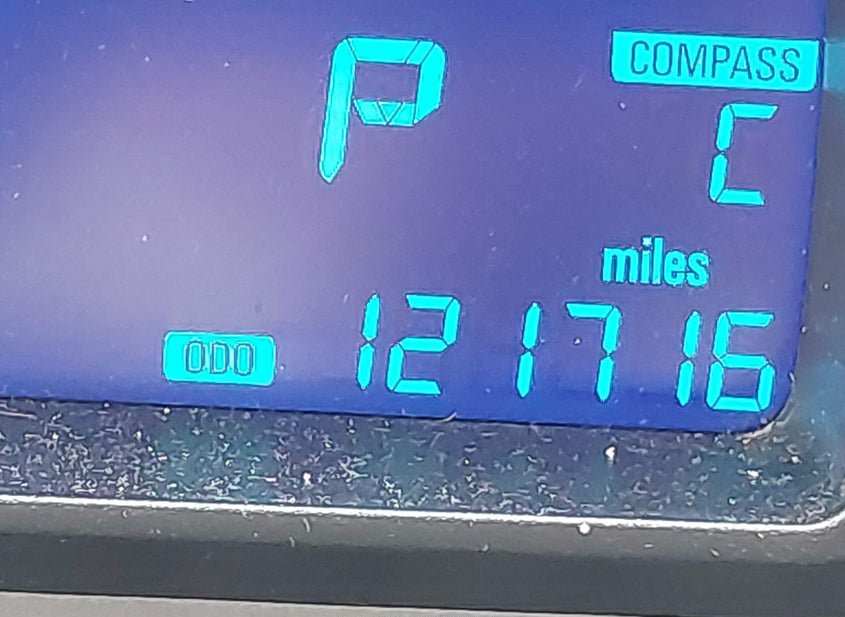 P COMPASS
C
miles
ODO 121716